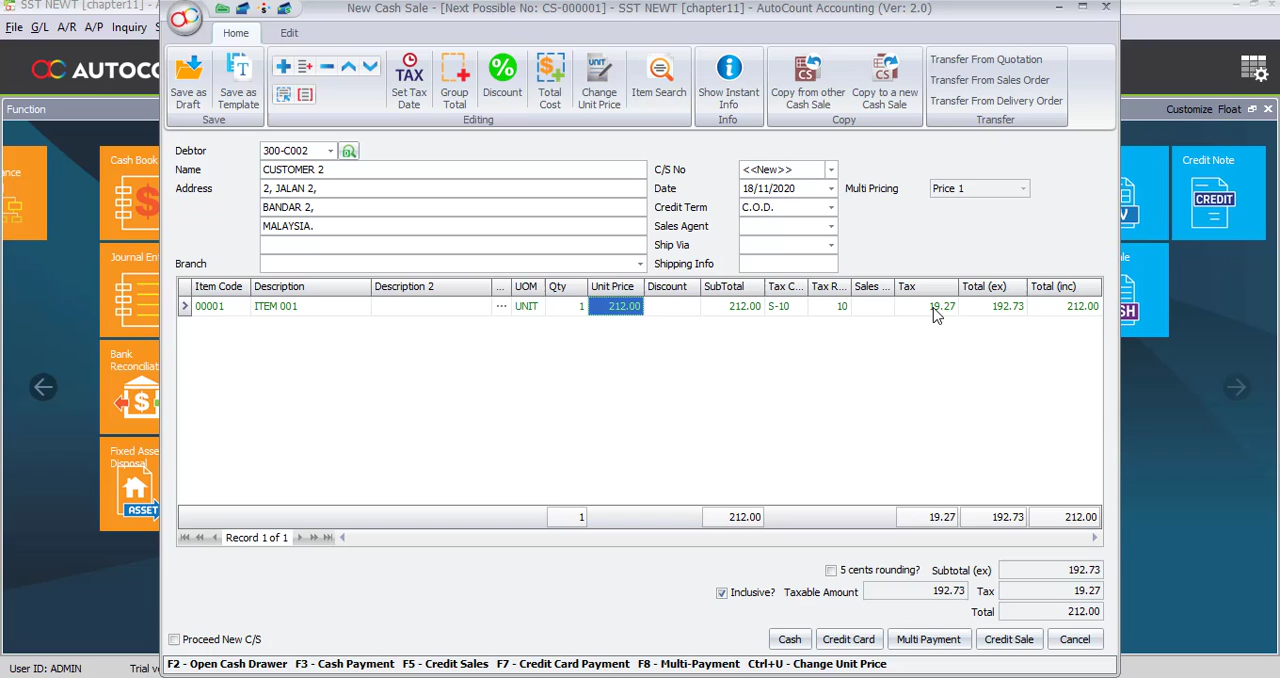 SST NEWT [chapter11] -
New Cash Sale - [Next Possible No: CS-000001] - SST NEWT [chapter11] - AutoCount Accounting (Ver: 2.0)
File G/L A/R A/P Inquiry
Home Edit
AUTOCO
Save as Draft
Save as Template
Save
TAX
Set Tax Date
Group Total
Discount
Total Cost
UNIT PRICE
Change Unit Price
Item Search
Editing
Show Instant Info
Info
CS
Copy from other Cash Sale
CS
Copy to a new Cash Sale
Copy
Transfer From Quotation
Transfer From Sales Order
Transfer From Delivery Order
Transfer
Function
Customize Float
ance
Cash Book
Journal En
Bank Reconciliat
Fixed Asse Disposal
ASSET
Credit Note
CREDIT
Debtor 300-C002
Name CUSTOMER 2
Address 2, JALAN 2,
BANDAR 2,
MALAYSIA.
Branch
C/S No <<New>>
Date 18/11/2020
Credit Term C.O.D.
Sales Agent
Ship Via
Shipping Info
Multi Pricing Price 1
Item Code Description Description 2 ... UOM Qty Unit Price Discount SubTotal Tax C... Tax R... Sales ... Tax Total (ex) Total (inc)
00001 ITEM 001 ... UNIT 1 212.00 212.00 S-10 10 19.27 192.73 212.00
1 212.00 19.27 192.73 212.00
Record 1 of 1
5 cents rounding? Subtotal (ex) 192.73
Inclusive? Taxable Amount 192.73 Tax 19.27
Total 212.00
Proceed New C/S
Cash Credit Card Multi Payment Credit Sale Cancel
F2 - Open Cash Drawer F3 - Cash Payment F5 - Credit Sales F7 - Credit Card Payment F8 - Multi-Payment Ctrl+U - Change Unit Price
User ID: ADMIN Trial ve